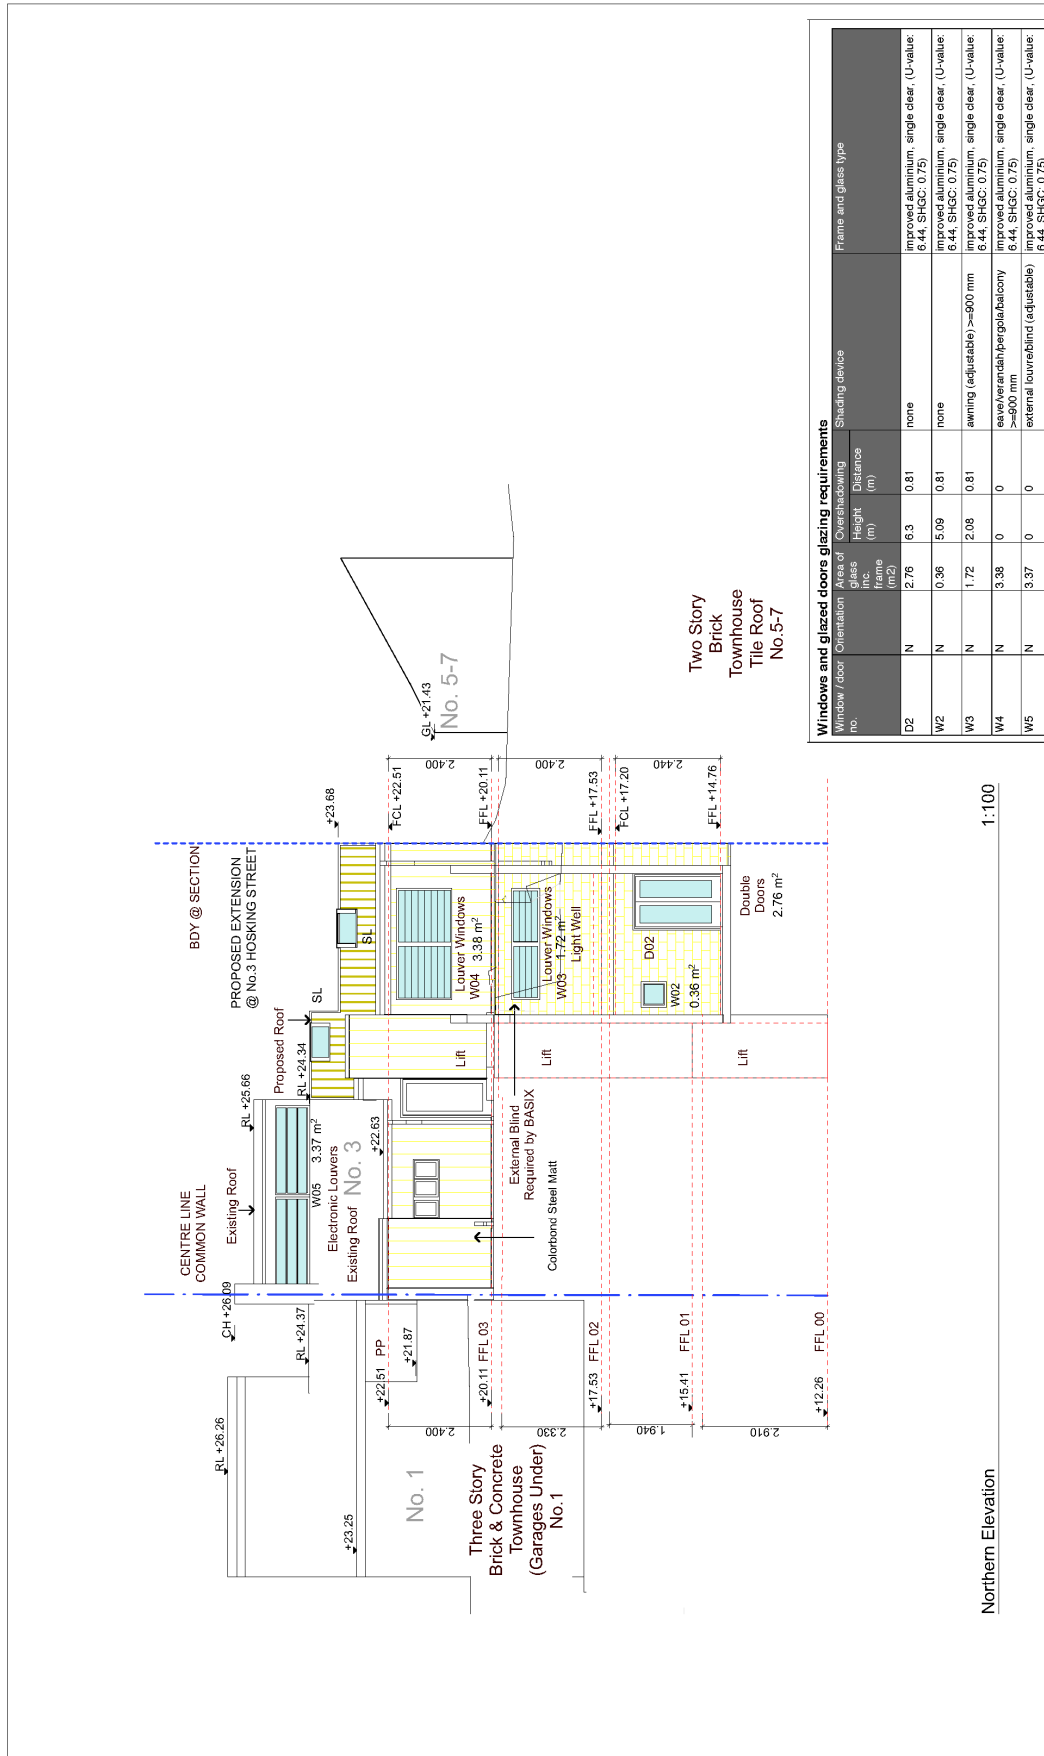 CENTRE LINE
COMMON WALL
BDY @ SECTION
PROPOSED EXTENSION
@ No.3 HOSKING STREET
RL +26.26
CH +26.09
Existing Roof
RL +25.66
Proposed Roof
SL
+23.68
RL +24.37
RL +24.34
W05
3.37 m²
Electronic Louvers
Existing Roof
No. 3
SL
+23.25
PP
+22.63
+22.51
+21.87
2.400
FCL +22.51
2.400
GL +21.43
No. 5-7
No. 1
Louver Windows
W04
3.38 m²
Lift
+20.11
FFL 03
FFL +20.11
Three Story
Brick & Concrete
Townhouse
(Garages Under)
No.1
External Blind
Required by BASIX
Colorbond Steel Matt
Lift
Louver Windows
W03
1.72 m²
Light Well
2.330
2.400
+17.53
FFL 02
FFL +17.53
FCL +17.20
1.940
D02
W02
0.36 m²
2.440
+15.41
FFL 01
FFL +14.76
Two Story
Brick
Townhouse
Tile Roof
No.5-7
Lift
Double
Doors
2.76 m²
2.910
+12.26
FFL 00
Northern Elevation
1:100
Windows and glazed doors glazing requirements
Window / door no.
Orientation
Area of glass inc. frame (m2)
Overshadowing
Height (m)
Distance (m)
Shading device
Frame and glass type
D2 N 2.76 6.3 0.81 none improved aluminium, single clear, (U-value:
6.44, SHGC: 0.75)
W2 N 0.36 5.09 0.81 none improved aluminium, single clear, (U-value:
6.44, SHGC: 0.75)
W3 N 1.72 2.08 0.81 awning (adjustable) >=900 mm improved aluminium, single clear, (U-value:
6.44, SHGC: 0.75)
W4 N 3.38 0 0 eave/verandah/pergola/balcony improved aluminium, single clear, (U-value:
>=900 mm 6.44, SHGC: 0.75)
W5 N 3.37 0 0 external louvre/blind (adjustable) improved aluminium, single clear, (U-value:
6.44, SHGC: 0.75)